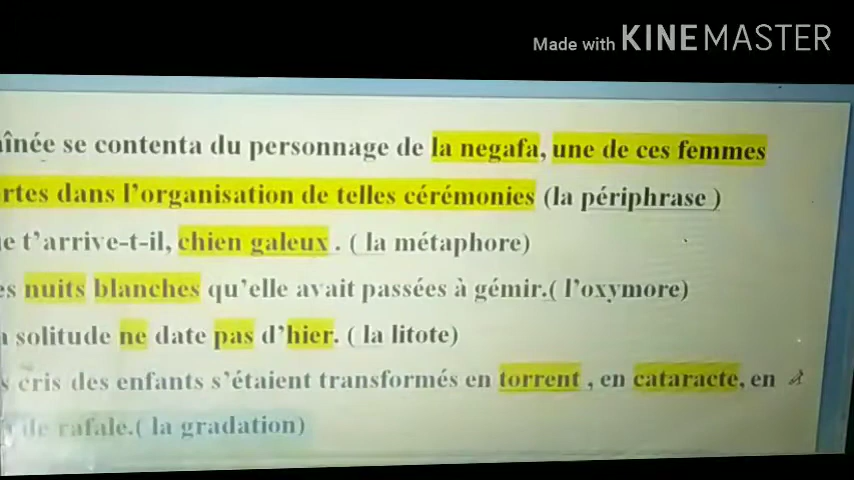 Made with KINEMASTER
aînée se contenta du personnage de la negafa, une de ces femmes
rtes dans l'organisation de telles cérémonies (la périphrase )
e t'arrive-t-il, chien galeux . ( la métaphore)
es nuits blanches qu'elle avait passées à gémir.( l'oxymore)
solitude ne date pas d'hier. ( la litote)
s cris des enfants s'étaient transformés en torrent , en cataracte, en
de rafale.( la gradation)